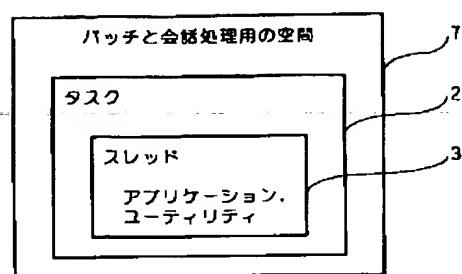 バッチと会話処理用の空間
7
タスク
2
スレッド
3
アプリケーション,
ユーティリティ